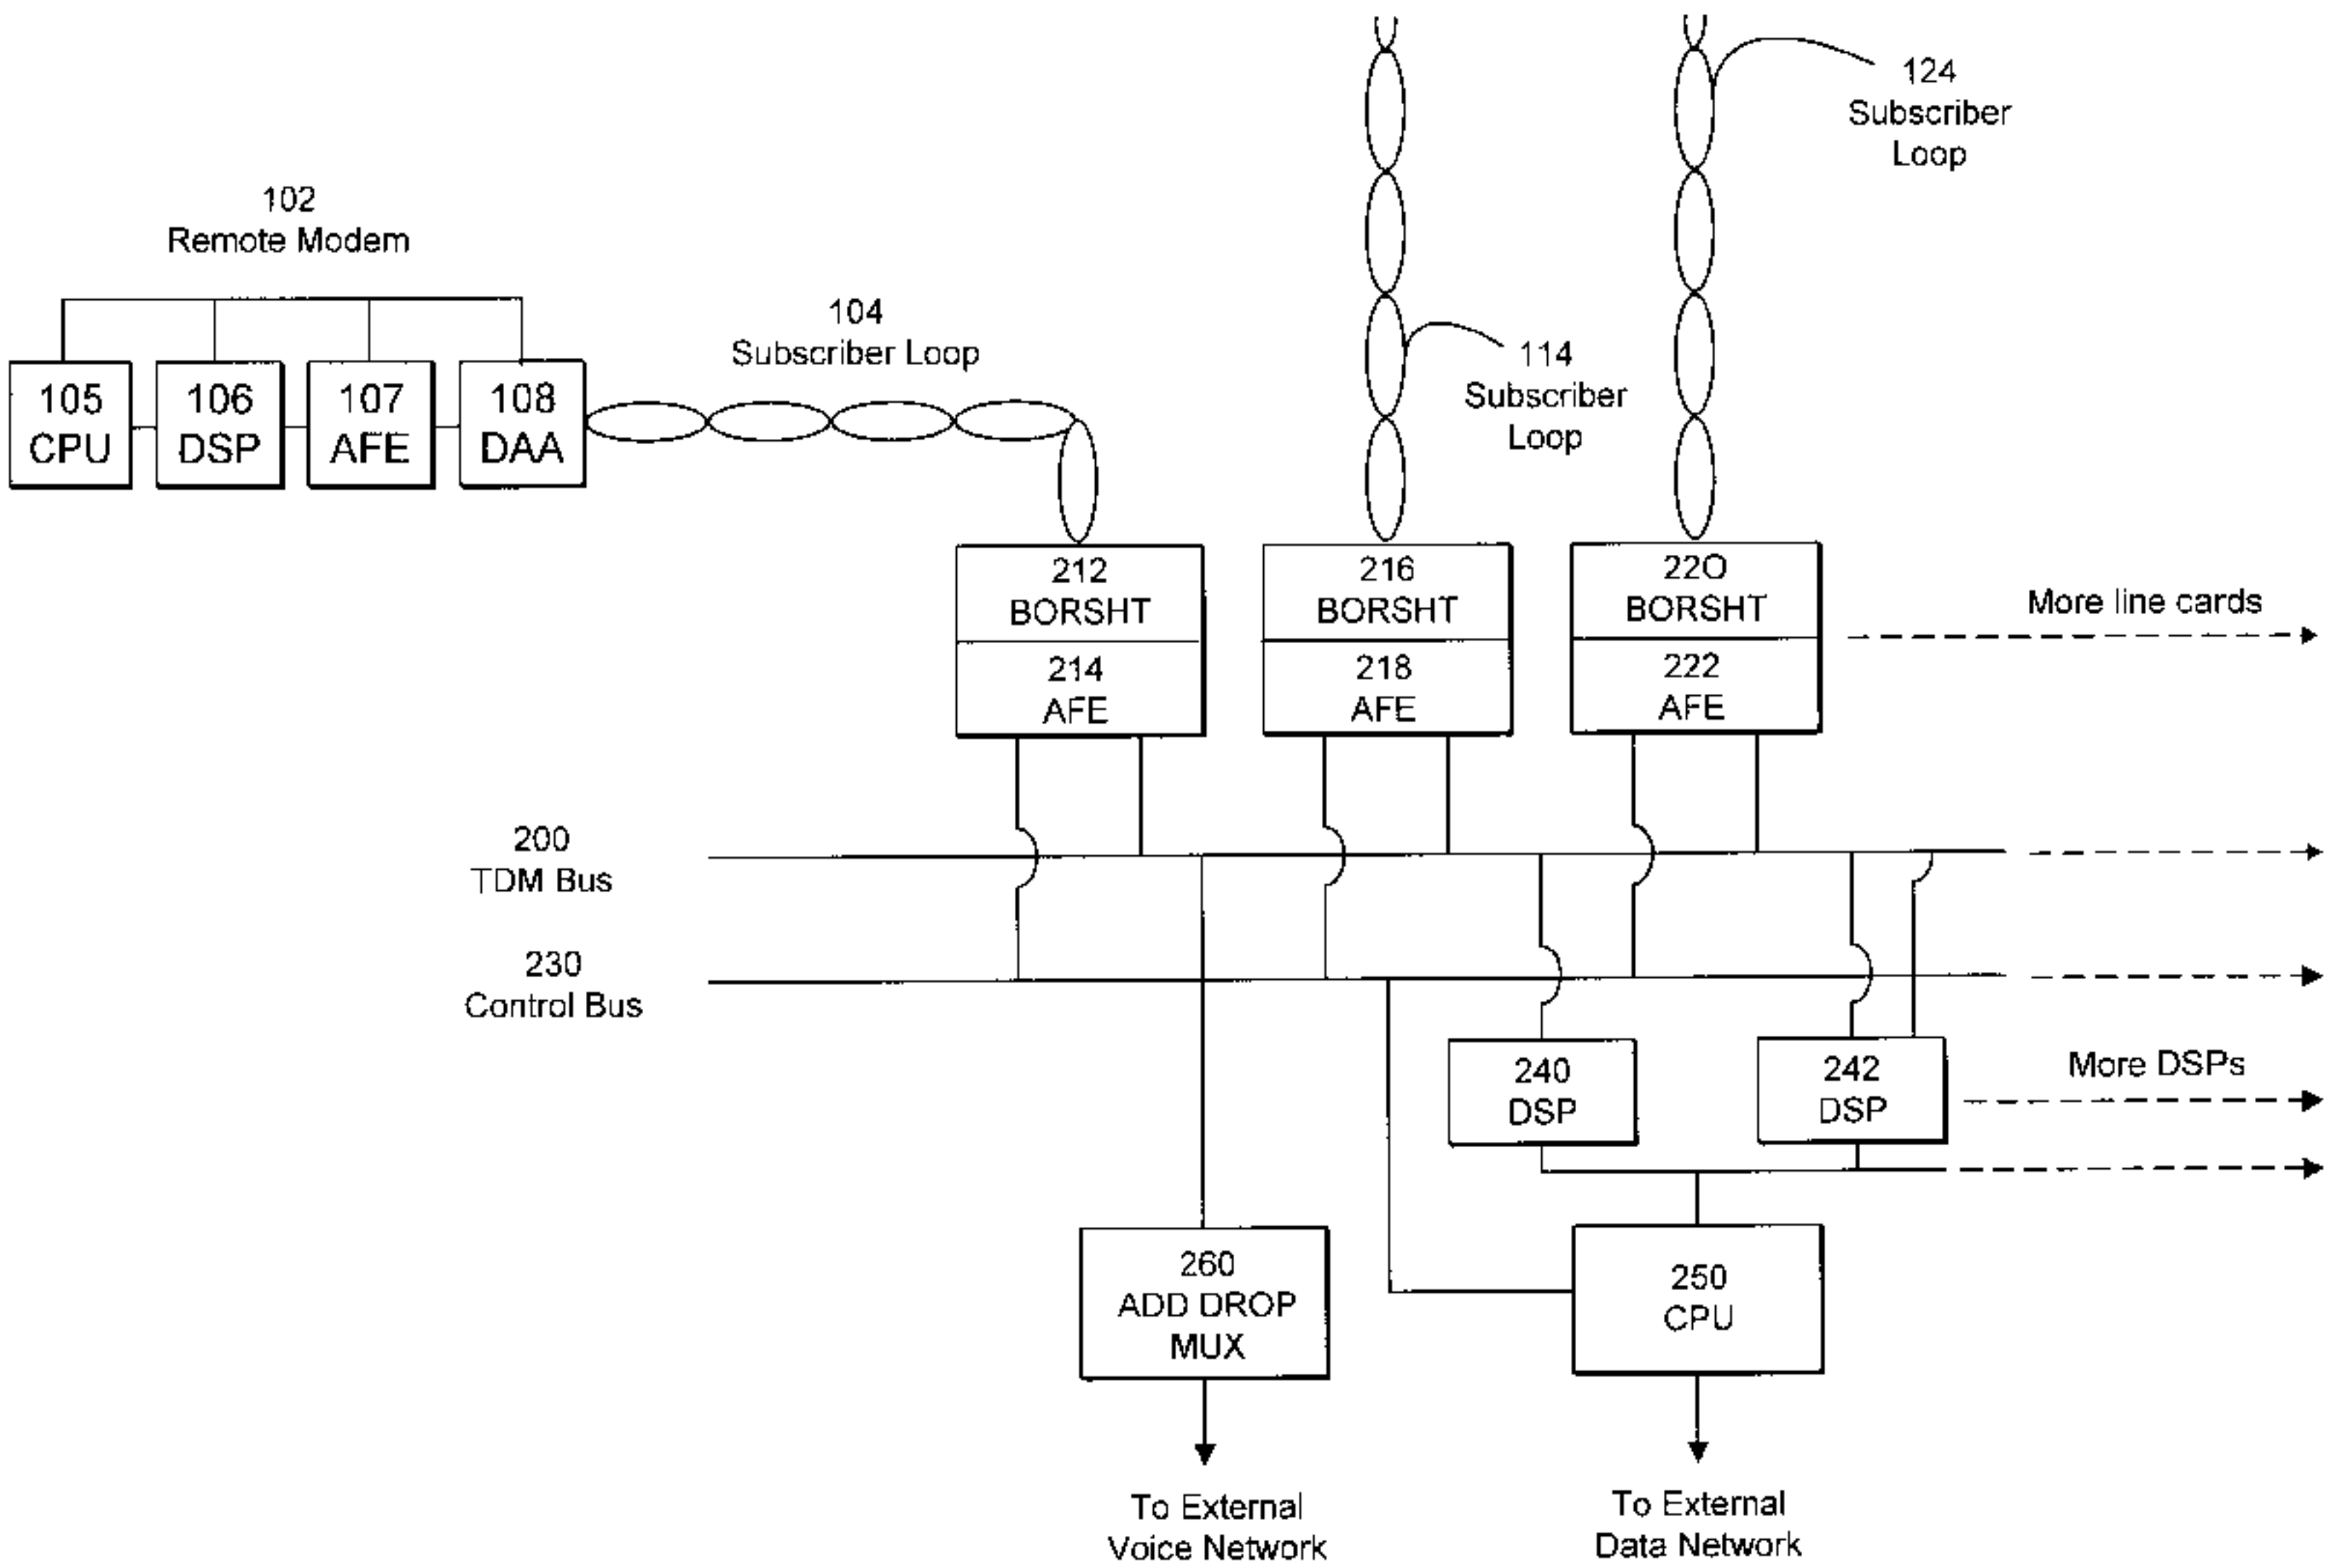 124
Subscriber
Loop
102
Remote Modem
104
Subscriber Loop
114
Subscriber
Loop
105
CPU
106
DSP
107
AFE
108
DAA
212
BORSHT
214
AFE
216
BORSHT
218
AFE
220
BORSHT
222
AFE
More line cards
200
TDM Bus
230
Control Bus
240
DSP
242
DSP
More DSPs
260
ADD DROP
MUX
250
CPU
To External
Voice Network
To External
Data Network